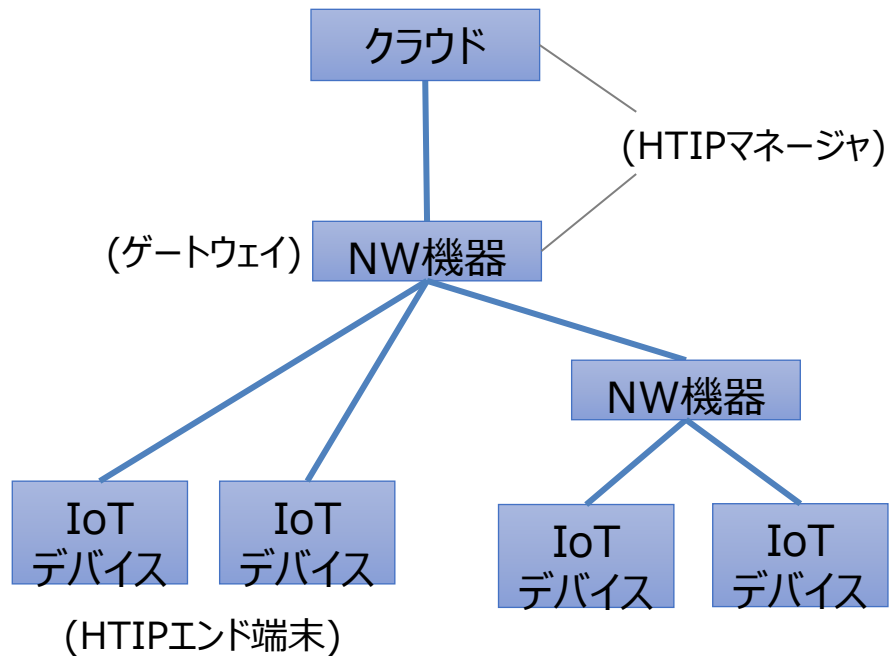 クラウド
(HTIPマネージャ)
(ゲートウェイ)
NW機器
NW機器
IoT
デバイス
IoT
デバイス
IoT
デバイス
IoT
デバイス
(HTIPエンド端末)